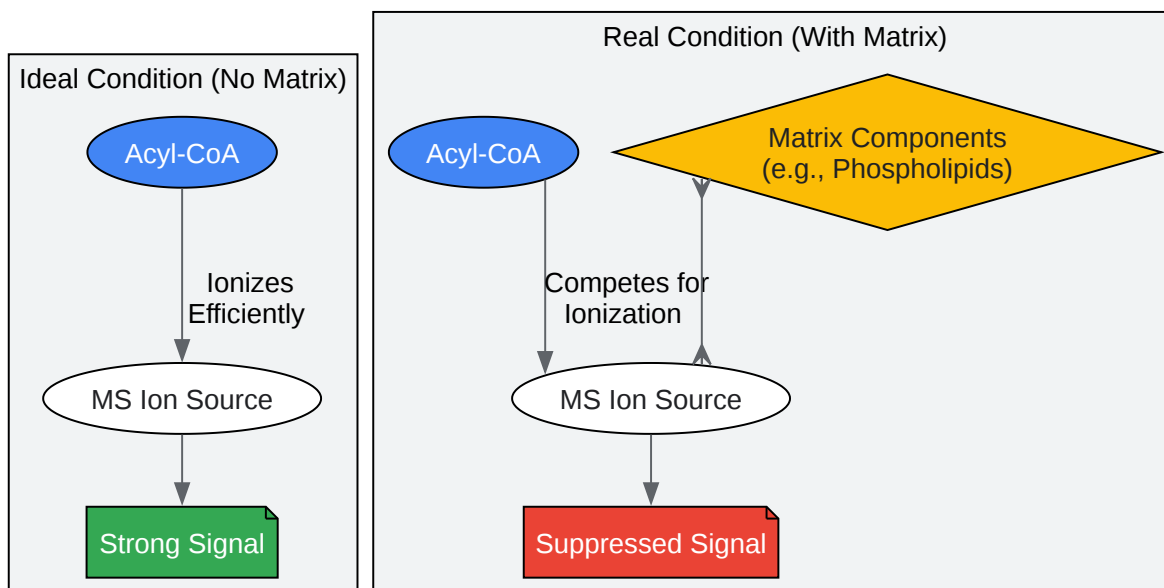 Ideal Condition (No Matrix)
Acyl-CoA
Ionizes
Efficiently
MS Ion Source
Strong Signal
Real Condition (With Matrix)
Acyl-CoA
Matrix Components
(e.g., Phospholipids)
Competes for
Ionization
MS Ion Source
Suppressed Signal